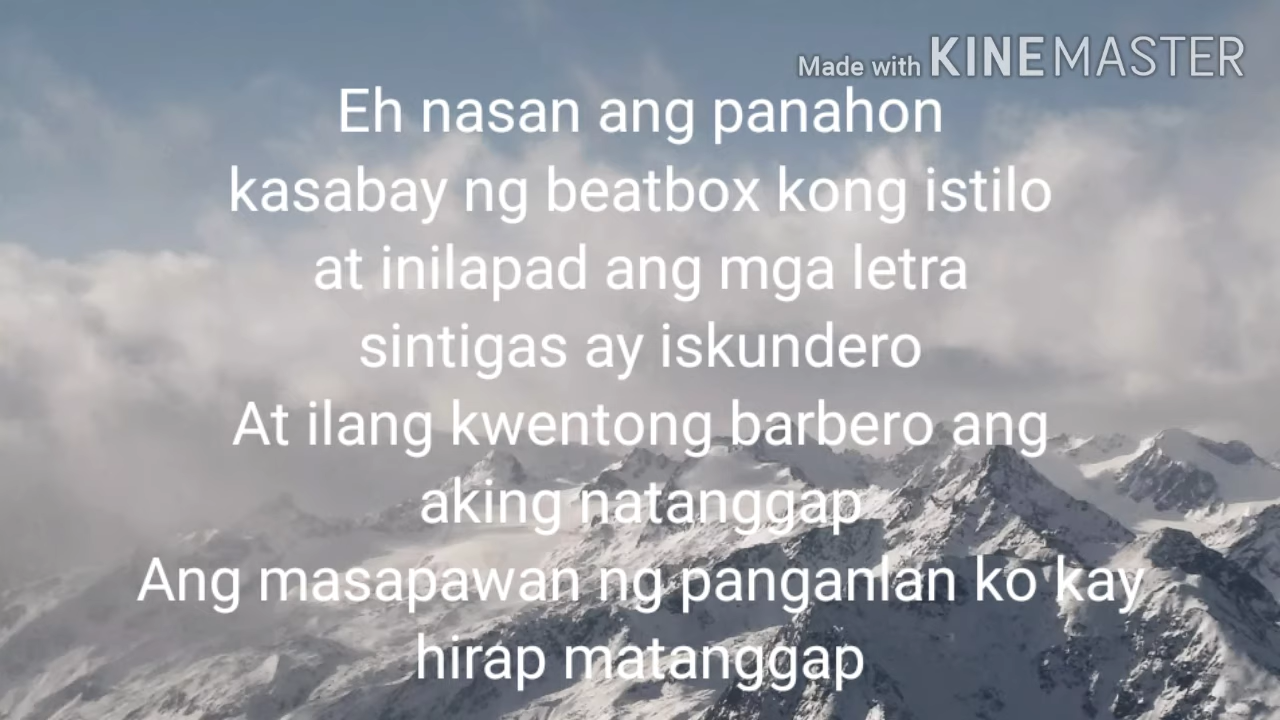 Made with KINEMASTER
Eh nasan ang panahon
kasabay ng beatbox kong istilo
at inilapad ang mga letra
sintigas ay iskundero
At ilang kwentong barbero ang
aking natanggap
Ang masapawan ng panganlan ko kay
hirap matanggap